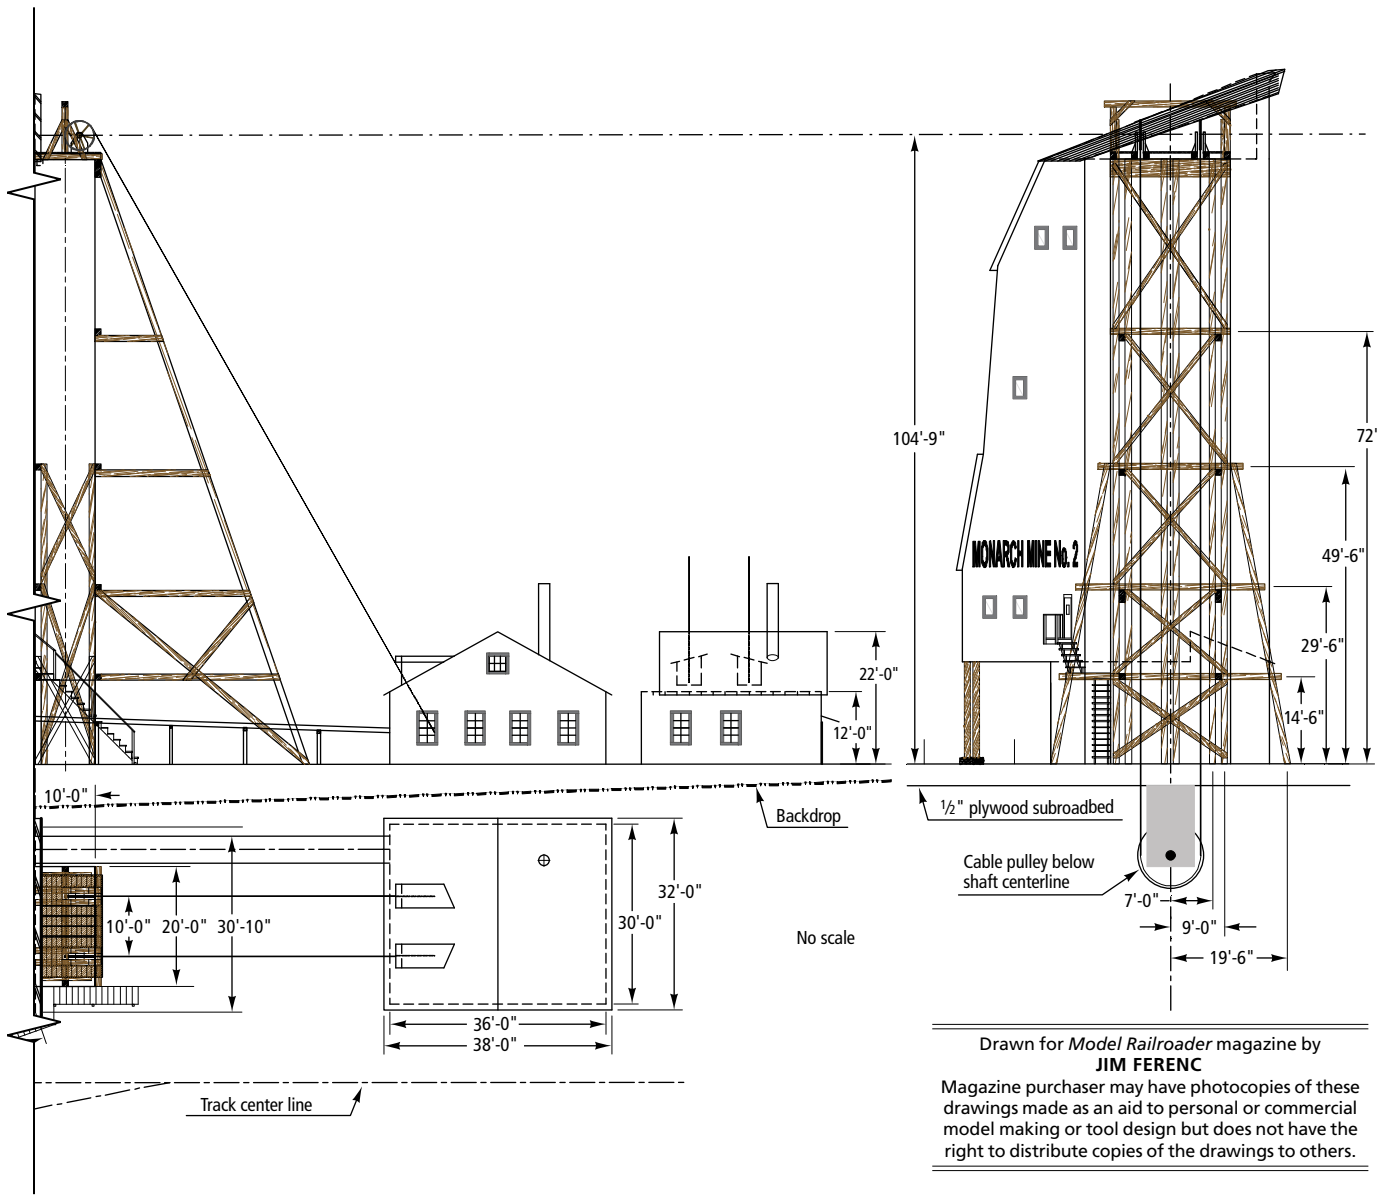 104'-9"
72'
MONARCH MINE No. 2
49'-6"
29'-6"
22'-0"
14'-6"
12'-0"
10'-0"
Backdrop
1/2" plywood subroadbed
Cable pulley below
shaft centerline
7'-0"
9'-0"
19'-6"
32'-0"
30'-0"
10'-0"
20'-0"
30'-10"
No scale
36'-0"
38'-0"
Track center line
Drawn for Model Railroader magazine by
JIM FERENC
Magazine purchaser may have photocopies of these
drawings made as an aid to personal or commercial
model making or tool design but does not have the
right to distribute copies of the drawings to others.